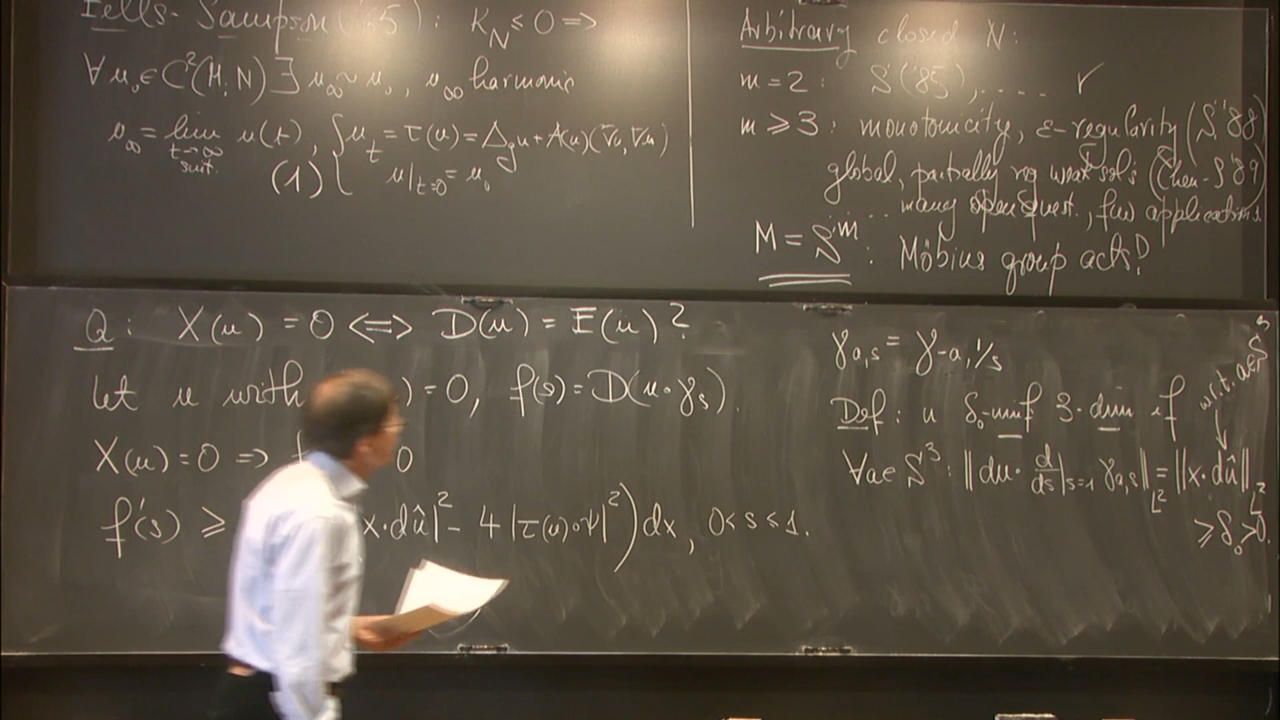 Eells-Sampson ('65): K_N ≤ 0 =>
∀ u₀ ∈ C²(M, N) ∃ u_∞ ~ u₀, u_∞ harmonic
u_∞ = lim_{t→∞ suit.} u(t), { u_t = τ(u) = Δ_g u + A(u)(∇u, ∇u)
(1) { u|_{t=0} = u₀
Arbitrary closed N:
m = 2: S ('85), .... ✓
m ≥ 3: monotonicity, ε-regularity (S. '88)
global, partially reg weak sols (Chen-S '89)
... many open quest., few applications
M = S^m: Möbius group acts!
Q: X(u) = 0 <=> D(u) = E(u)?
Let u with ) = 0, f(s) = D(u∘γ_s).
X(u) = 0 => 0
f'(s) ≥ x·dû|² - 4|τ(u)∘Ψ|²)dx, 0 < s < 1.
γ_{a,s} = γ_{-a,1/s}
Def: u δ₀-unif 3-dim if
w.r.t. a∈S³
∀a∈S³: ||du·d/ds|_{s=1} γ_{a,s}||_{L²} = ||x·dû||_{L²}
≥ δ₀ > 0.